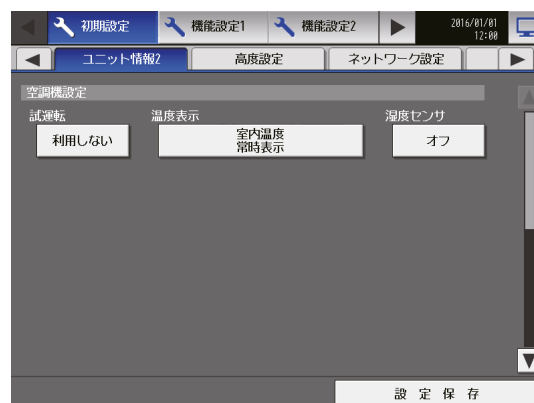 初期設定
機能設定1
機能設定2
2016/01/01
12:00
ユニット情報2
高度設定
ネットワーク設定
空調機設定
試運転
温度表示
湿度センサ
利用しない
室内温度
常時表示
オフ
設定保存